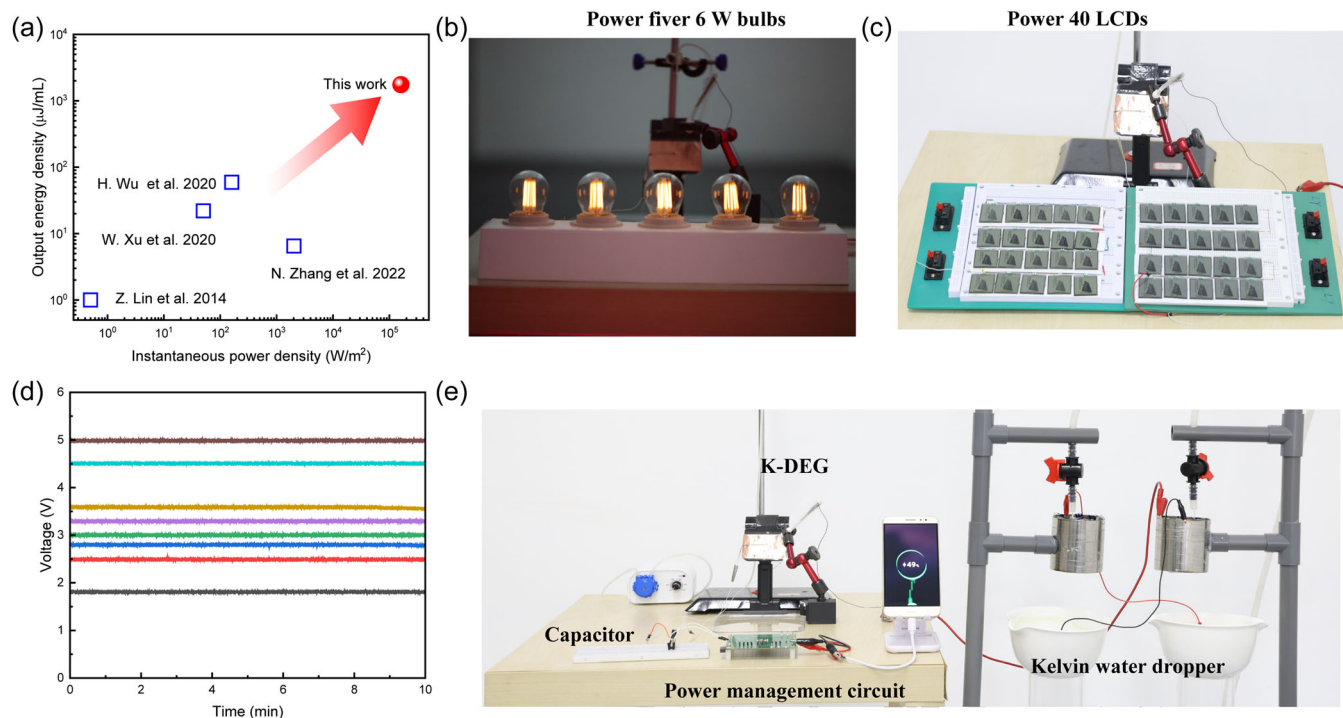 (a)
10⁴
10³
10²
10¹
10⁰
Output energy density (μJ/mL)
This work
H. Wu et al. 2020
W. Xu et al. 2020
N. Zhang et al. 2022
Z. Lin et al. 2014
10⁰ 10¹ 10² 10³ 10⁴ 10⁵
Instantaneous power density (W/m²)
(b)
Power fiver 6 W bulbs
(c)
Power 40 LCDs
(d)
6
5
4
3
2
1
0
Voltage (V)
0 2 4 6 8 10
Time (min)
(e)
K-DEG
+49%
Capacitor
Power management circuit
Kelvin water dropper